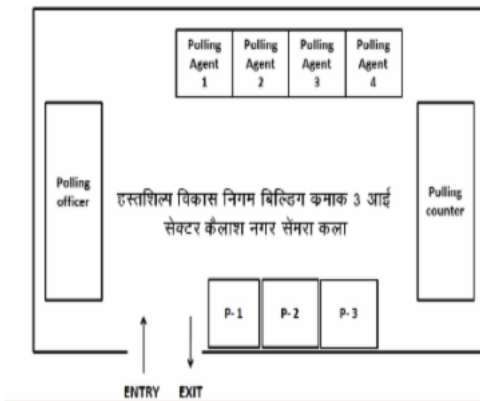 Polling
Agent
1
Polling
Agent
2
Polling
Agent
3
Polling
Agent
4
Polling
officer
हस्तशिल्प विकास निगम बिल्डिग कमाक 3 आई
सेक्टर कैलाश नगर सेंमरा कला
Pulling
counter
P-1
P-2
P-3
ENTRY
EXIT